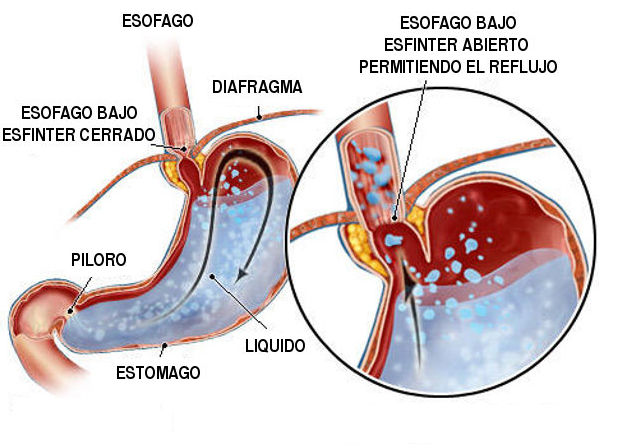 ESOFAGO
ESOFAGO BAJO
ESFINTER ABIERTO
PERMITIENDO EL REFLUJO
DIAFRAGMA
ESOFAGO BAJO
ESFINTER CERRADO
PILORO
LIQUIDO
ESTOMAGO